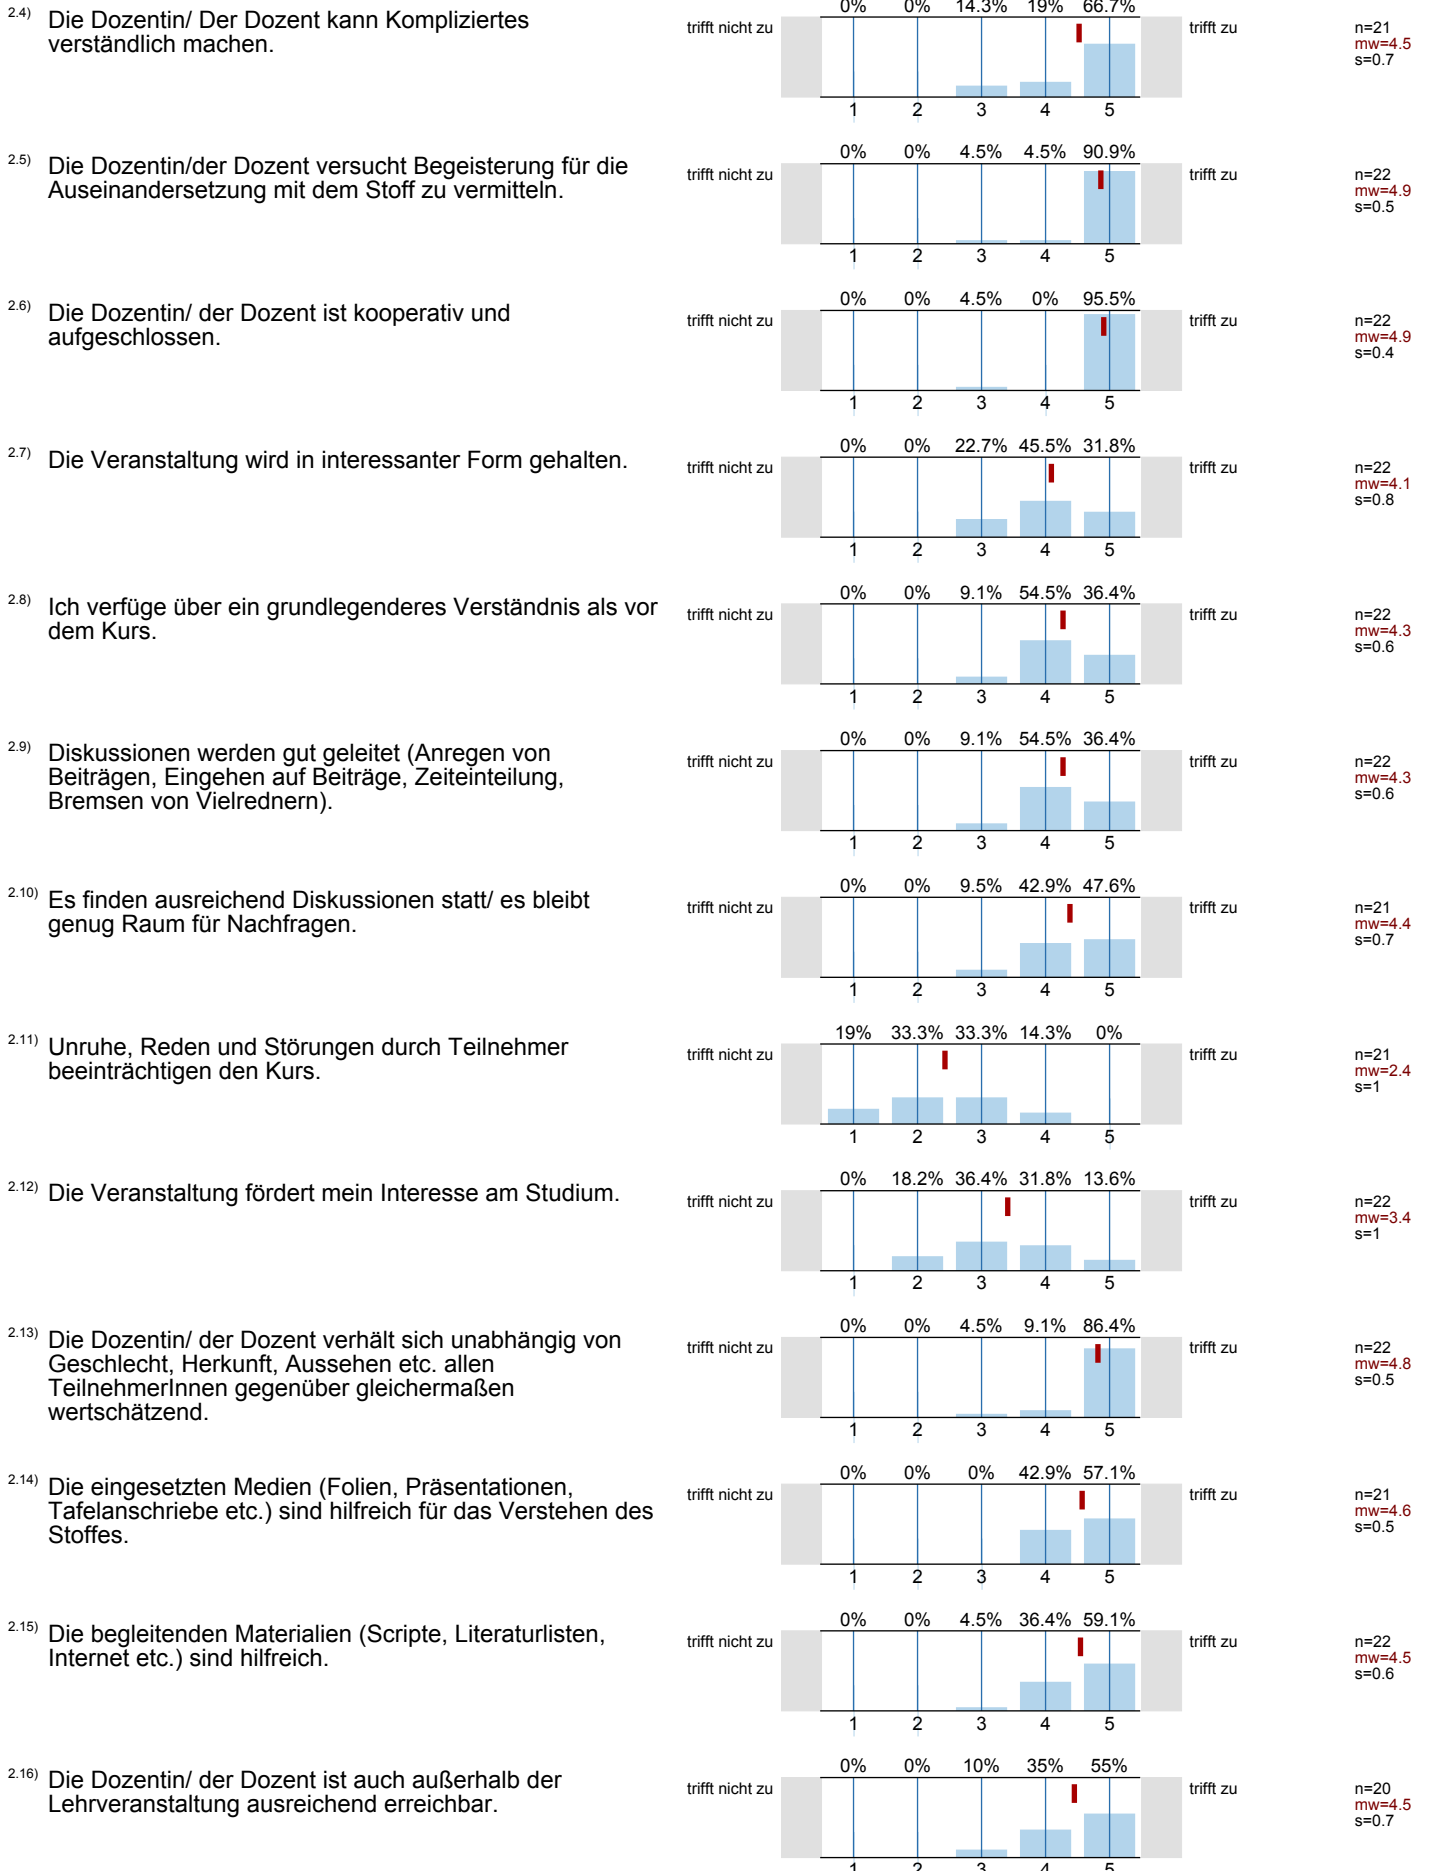 0% 0% 14.3% 19% 66.7%
2.4) Die Dozentin/ Der Dozent kann Kompliziertes
verständlich machen.
trifft nicht zu trifft zu
n=21
mw=4.5
s=0.7
1 2 3 4 5
0% 0% 4.5% 4.5% 90.9%
2.5) Die Dozentin/der Dozent versucht Begeisterung für die
Auseinandersetzung mit dem Stoff zu vermitteln.
trifft nicht zu trifft zu
n=22
mw=4.9
s=0.5
1 2 3 4 5
0% 0% 4.5% 0% 95.5%
2.6) Die Dozentin/ der Dozent ist kooperativ und
aufgeschlossen.
trifft nicht zu trifft zu
n=22
mw=4.9
s=0.4
1 2 3 4 5
0% 0% 22.7% 45.5% 31.8%
2.7) Die Veranstaltung wird in interessanter Form gehalten.
trifft nicht zu trifft zu
n=22
mw=4.1
s=0.8
1 2 3 4 5
0% 0% 9.1% 54.5% 36.4%
2.8) Ich verfüge über ein grundlegenderes Verständnis als vor
dem Kurs.
trifft nicht zu trifft zu
n=22
mw=4.3
s=0.6
1 2 3 4 5
0% 0% 9.1% 54.5% 36.4%
2.9) Diskussionen werden gut geleitet (Anregen von
Beiträgen, Eingehen auf Beiträge, Zeiteinteilung,
Bremsen von Vielrednern).
trifft nicht zu trifft zu
n=22
mw=4.3
s=0.6
1 2 3 4 5
0% 0% 9.5% 42.9% 47.6%
2.10) Es finden ausreichend Diskussionen statt/ es bleibt
genug Raum für Nachfragen.
trifft nicht zu trifft zu
n=21
mw=4.4
s=0.7
1 2 3 4 5
19% 33.3% 33.3% 14.3% 0%
2.11) Unruhe, Reden und Störungen durch Teilnehmer
beeinträchtigen den Kurs.
trifft nicht zu trifft zu
n=21
mw=2.4
s=1
1 2 3 4 5
0% 18.2% 36.4% 31.8% 13.6%
2.12) Die Veranstaltung fördert mein Interesse am Studium.
trifft nicht zu trifft zu
n=22
mw=3.4
s=1
1 2 3 4 5
0% 0% 4.5% 9.1% 86.4%
2.13) Die Dozentin/ der Dozent verhält sich unabhängig von
Geschlecht, Herkunft, Aussehen etc. allen
TeilnehmerInnen gegenüber gleichermaßen
wertschätzend.
trifft nicht zu trifft zu
n=22
mw=4.8
s=0.5
1 2 3 4 5
0% 0% 0% 42.9% 57.1%
2.14) Die eingesetzten Medien (Folien, Präsentationen,
Tafelanschriebe etc.) sind hilfreich für das Verstehen des
Stoffes.
trifft nicht zu trifft zu
n=21
mw=4.6
s=0.5
1 2 3 4 5
0% 0% 4.5% 36.4% 59.1%
2.15) Die begleitenden Materialien (Scripte, Literaturlisten,
Internet etc.) sind hilfreich.
trifft nicht zu trifft zu
n=22
mw=4.5
s=0.6
1 2 3 4 5
0% 0% 10% 35% 55%
2.16) Die Dozentin/ der Dozent ist auch außerhalb der
Lehrveranstaltung ausreichend erreichbar.
trifft nicht zu trifft zu
n=20
mw=4.5
s=0.7
1 2 3 4 5